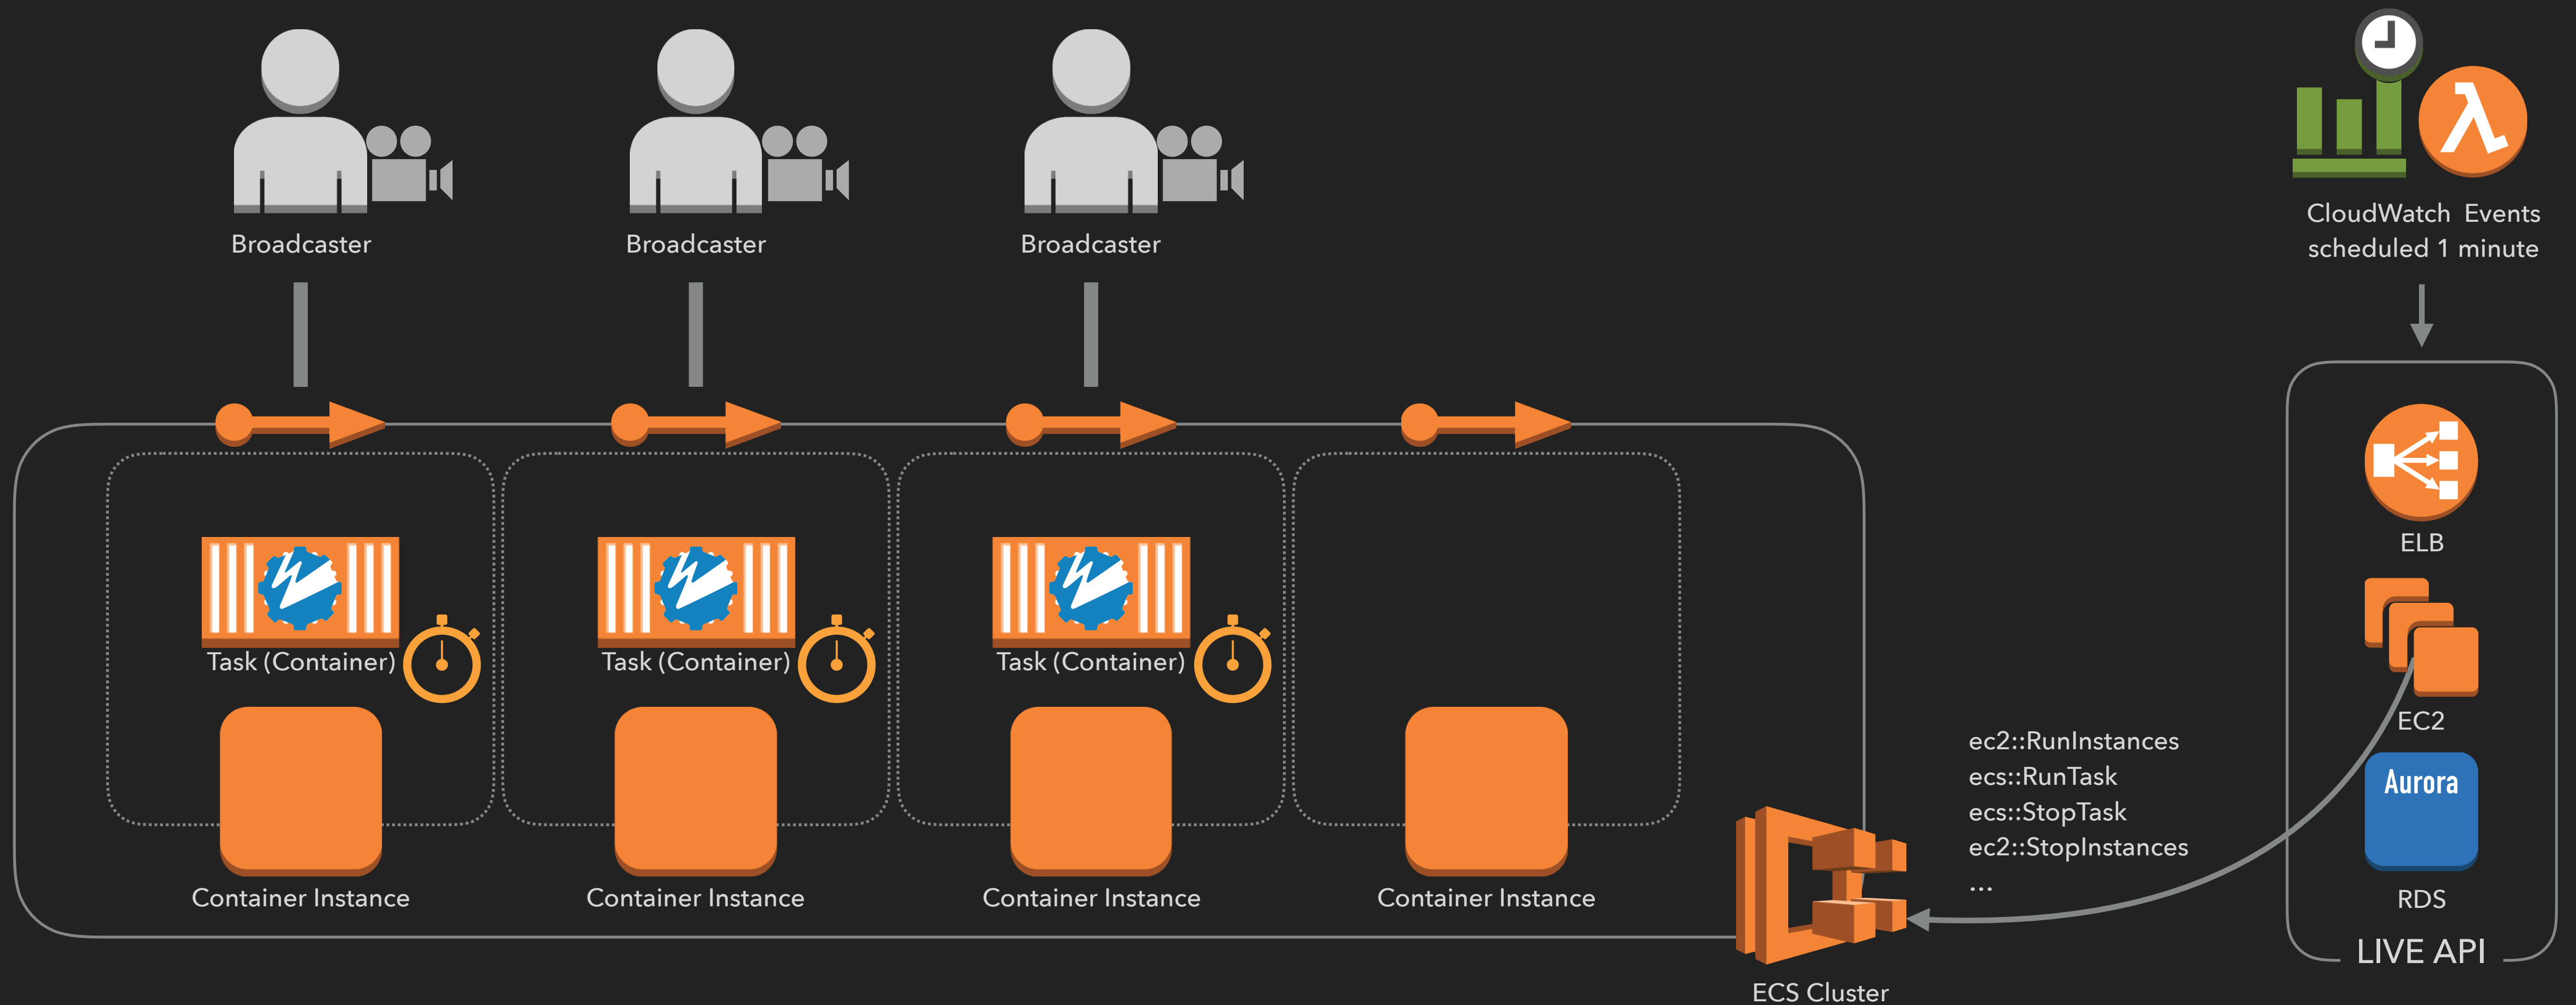 Broadcaster
Broadcaster
Broadcaster
CloudWatch Events
scheduled 1 minute
Task (Container)
Task (Container)
Task (Container)
Container Instance
Container Instance
Container Instance
Container Instance
ECS Cluster
ec2::RunInstances
ecs::RunTask
ecs::StopTask
ec2::StopInstances
...
ELB
EC2
Aurora
RDS
LIVE API